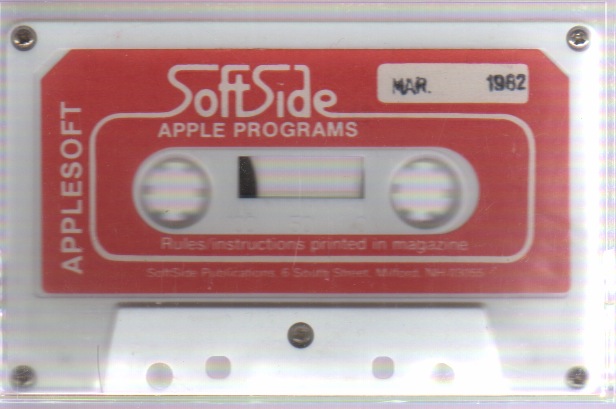 SoftSide
MAR. 1982
APPLE PROGRAMS
APPLESOFT
Rules/instructions printed in magazine
SoftSide Publications, 6 South Street, Milford, NH 03055